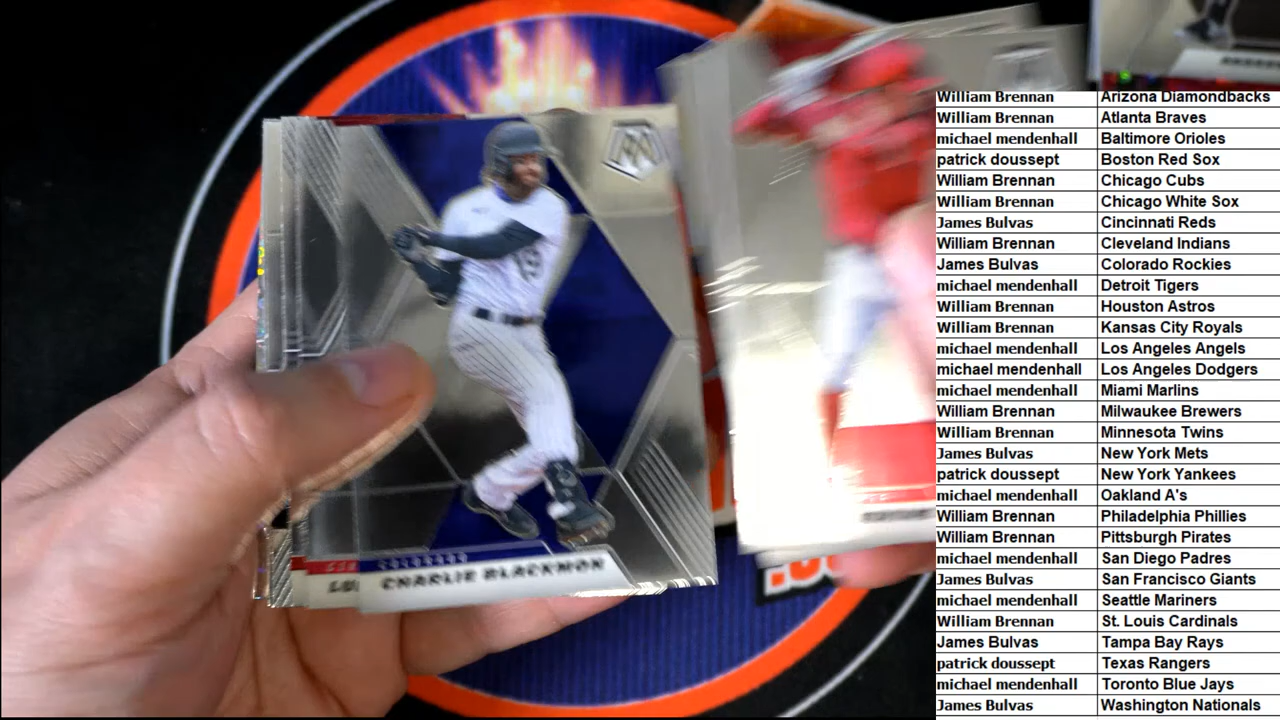 William Brennan Arizona Diamondbacks
William Brennan Atlanta Braves
michael mendenhall Baltimore Orioles
patrick doussept Boston Red Sox
William Brennan Chicago Cubs
William Brennan Chicago White Sox
James Bulvas Cincinnati Reds
William Brennan Cleveland Indians
James Bulvas Colorado Rockies
michael mendenhall Detroit Tigers
William Brennan Houston Astros
William Brennan Kansas City Royals
michael mendenhall Los Angeles Angels
michael mendenhall Los Angeles Dodgers
michael mendenhall Miami Marlins
William Brennan Milwaukee Brewers
William Brennan Minnesota Twins
James Bulvas New York Mets
patrick doussept New York Yankees
michael mendenhall Oakland A's
William Brennan Philadelphia Phillies
William Brennan Pittsburgh Pirates
michael mendenhall San Diego Padres
James Bulvas San Francisco Giants
michael mendenhall Seattle Mariners
William Brennan St. Louis Cardinals
James Bulvas Tampa Bay Rays
patrick doussept Texas Rangers
michael mendenhall Toronto Blue Jays
James Bulvas Washington Nationals
19
COLORADO
CHARLIE BLACKMON